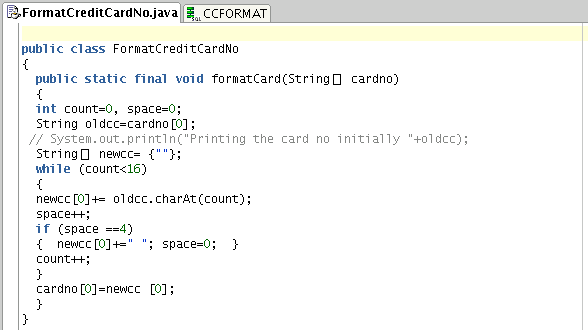 FormatCreditCardNo.java SQL CCFORMAT
public class FormatCreditCardNo
{
public static final void formatCard(String[] cardno)
{
int count=0, space=0;
String oldcc=cardno[0];
// System.out.println("Printing the card no initially "+oldcc);
String[] newcc= {""};
while (count<16)
{
newcc[0]+= oldcc.charAt(count);
space++;
if (space ==4)
{ newcc[0]+=" "; space=0; }
count++;
}
cardno[0]=newcc [0];
}
}